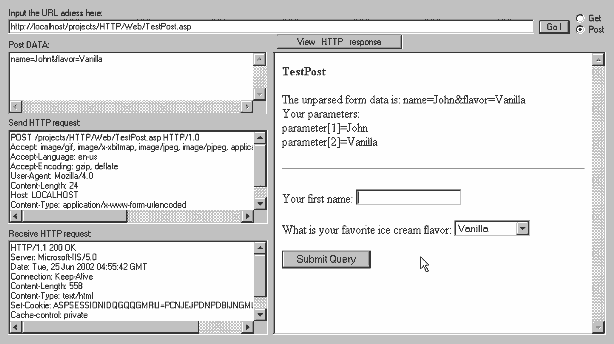 Input the URL adress here:
http://localhost/projects/HTTP/Web/TestPost.asp
Go!
Get
Post
Post DATA:
name=John&flavor=Vanilla
Send HTTP request:
POST /projects/HTTP/Web/TestPost.asp HTTP/1.0
Accept: image/gif, image/x-xbitmap, image/jpeg, image/pjpeg, applic
Accept-Language: en-us
Accept-Encoding: gzip, deflate
User-Agent: Mozilla/4.0
Content-Length: 24
Host: LOCALHOST
Content-Type: application/x-www-form-urlencoded
Receive HTTP request:
HTTP/1.1 200 OK
Server: Microsoft-IIS/5.0
Date: Tue, 25 Jun 2002 04:55:42 GMT
Connection: Keep-Alive
Content-Length: 558
Content-Type: text/html
Set-Cookie:
Cache-control: private
View HTTP response
TestPost
The unparsed form data is: name=John&flavor=Vanilla
Your parameters:
parameter[1]=John
parameter[2]=Vanilla
Your first name:
What is your favorite ice cream flavor: Vanilla
Submit Query